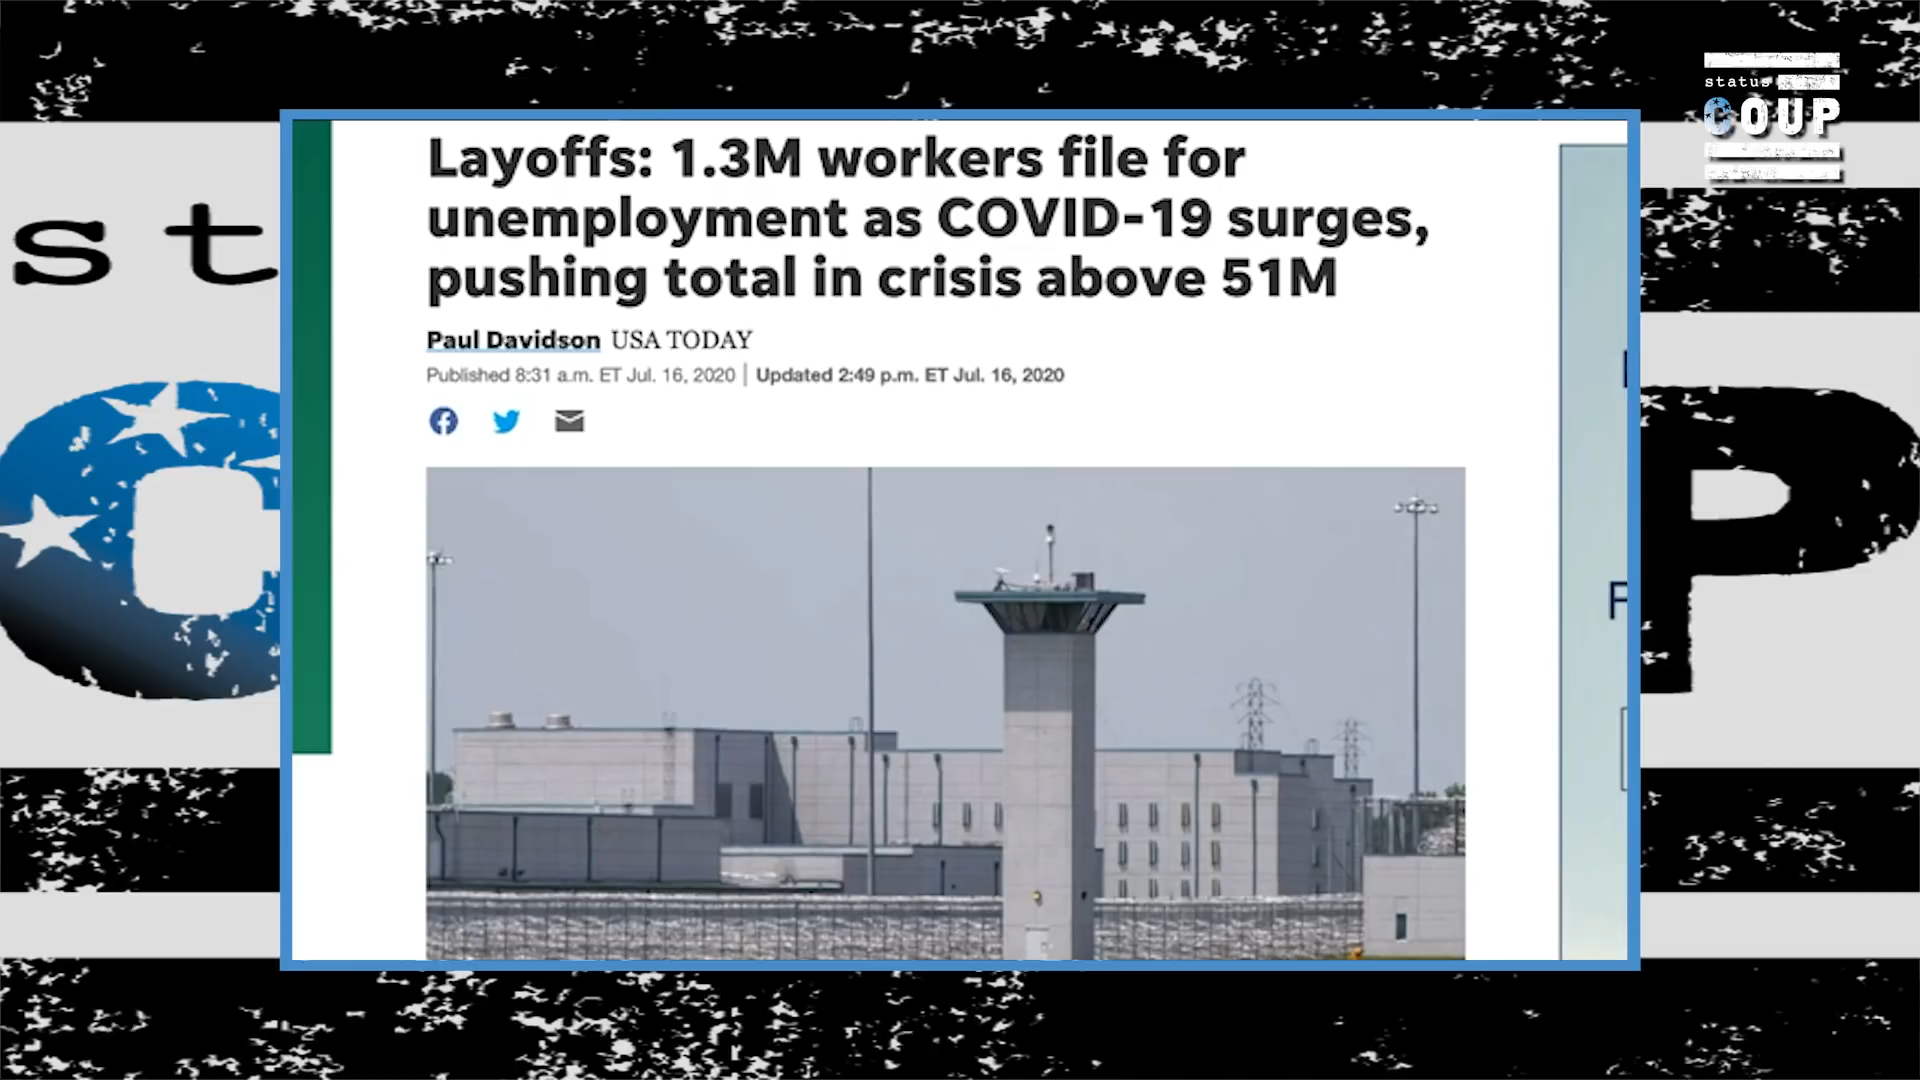 status
COUP
Layoffs: 1.3M workers file for
unemployment as COVID-19 surges,
pushing total in crisis above 51M
Paul Davidson USA TODAY
Published 8:31 a.m. ET Jul. 16, 2020 | Updated 2:49 p.m. ET Jul. 16, 2020
st
C
P
F